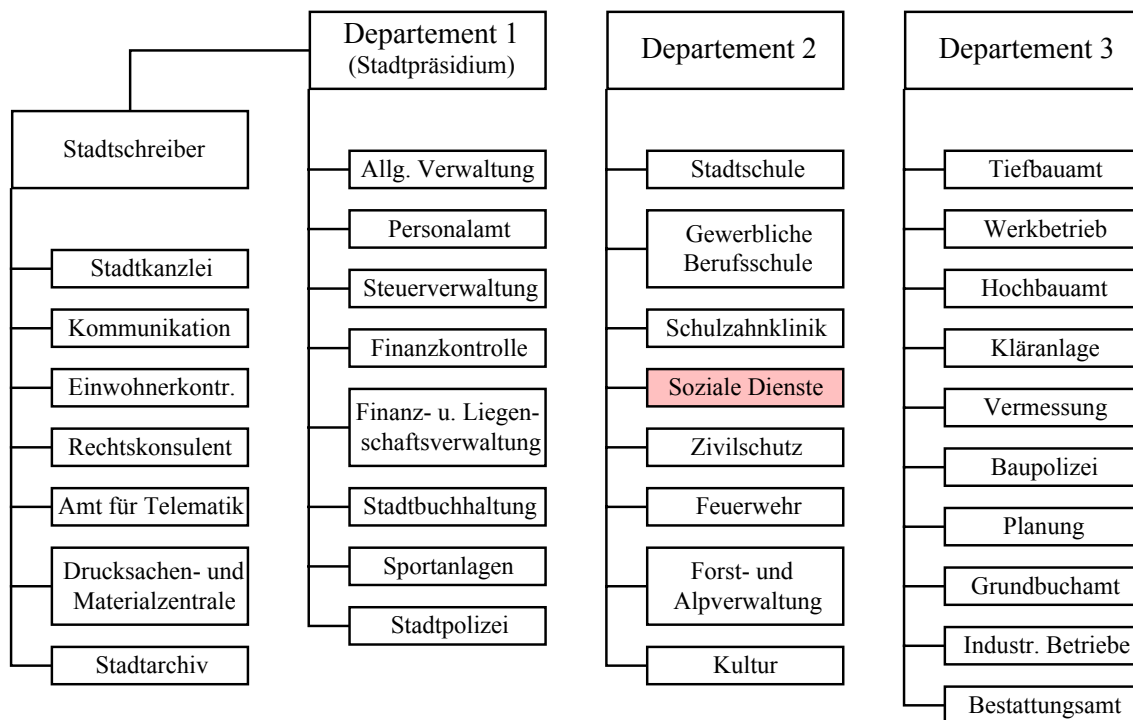 Departement 1
(Stadtpräsidium)
Stadtschreiber
Stadtkanzlei
Kommunikation
Einwohnerkontr.
Rechtskonsulent
Amt für Telematik
Drucksachen- und
Materialzentrale
Stadtarchiv
Allg. Verwaltung
Personalamt
Steuerverwaltung
Finanzkontrolle
Finanz- u. Liegen-
schaftsverwaltung
Stadtbuchhaltung
Sportanlagen
Stadtpolizei
Departement 2
Stadtschule
Gewerbliche
Berufsschule
Schulzahnklinik
Soziale Dienste
Zivilschutz
Feuerwehr
Forst- und
Alpverwaltung
Kultur
Departement 3
Tiefbauamt
Werkbetrieb
Hochbauamt
Kläranlage
Vermessung
Baupolizei
Planung
Grundbuchamt
Industr. Betriebe
Bestattungsamt